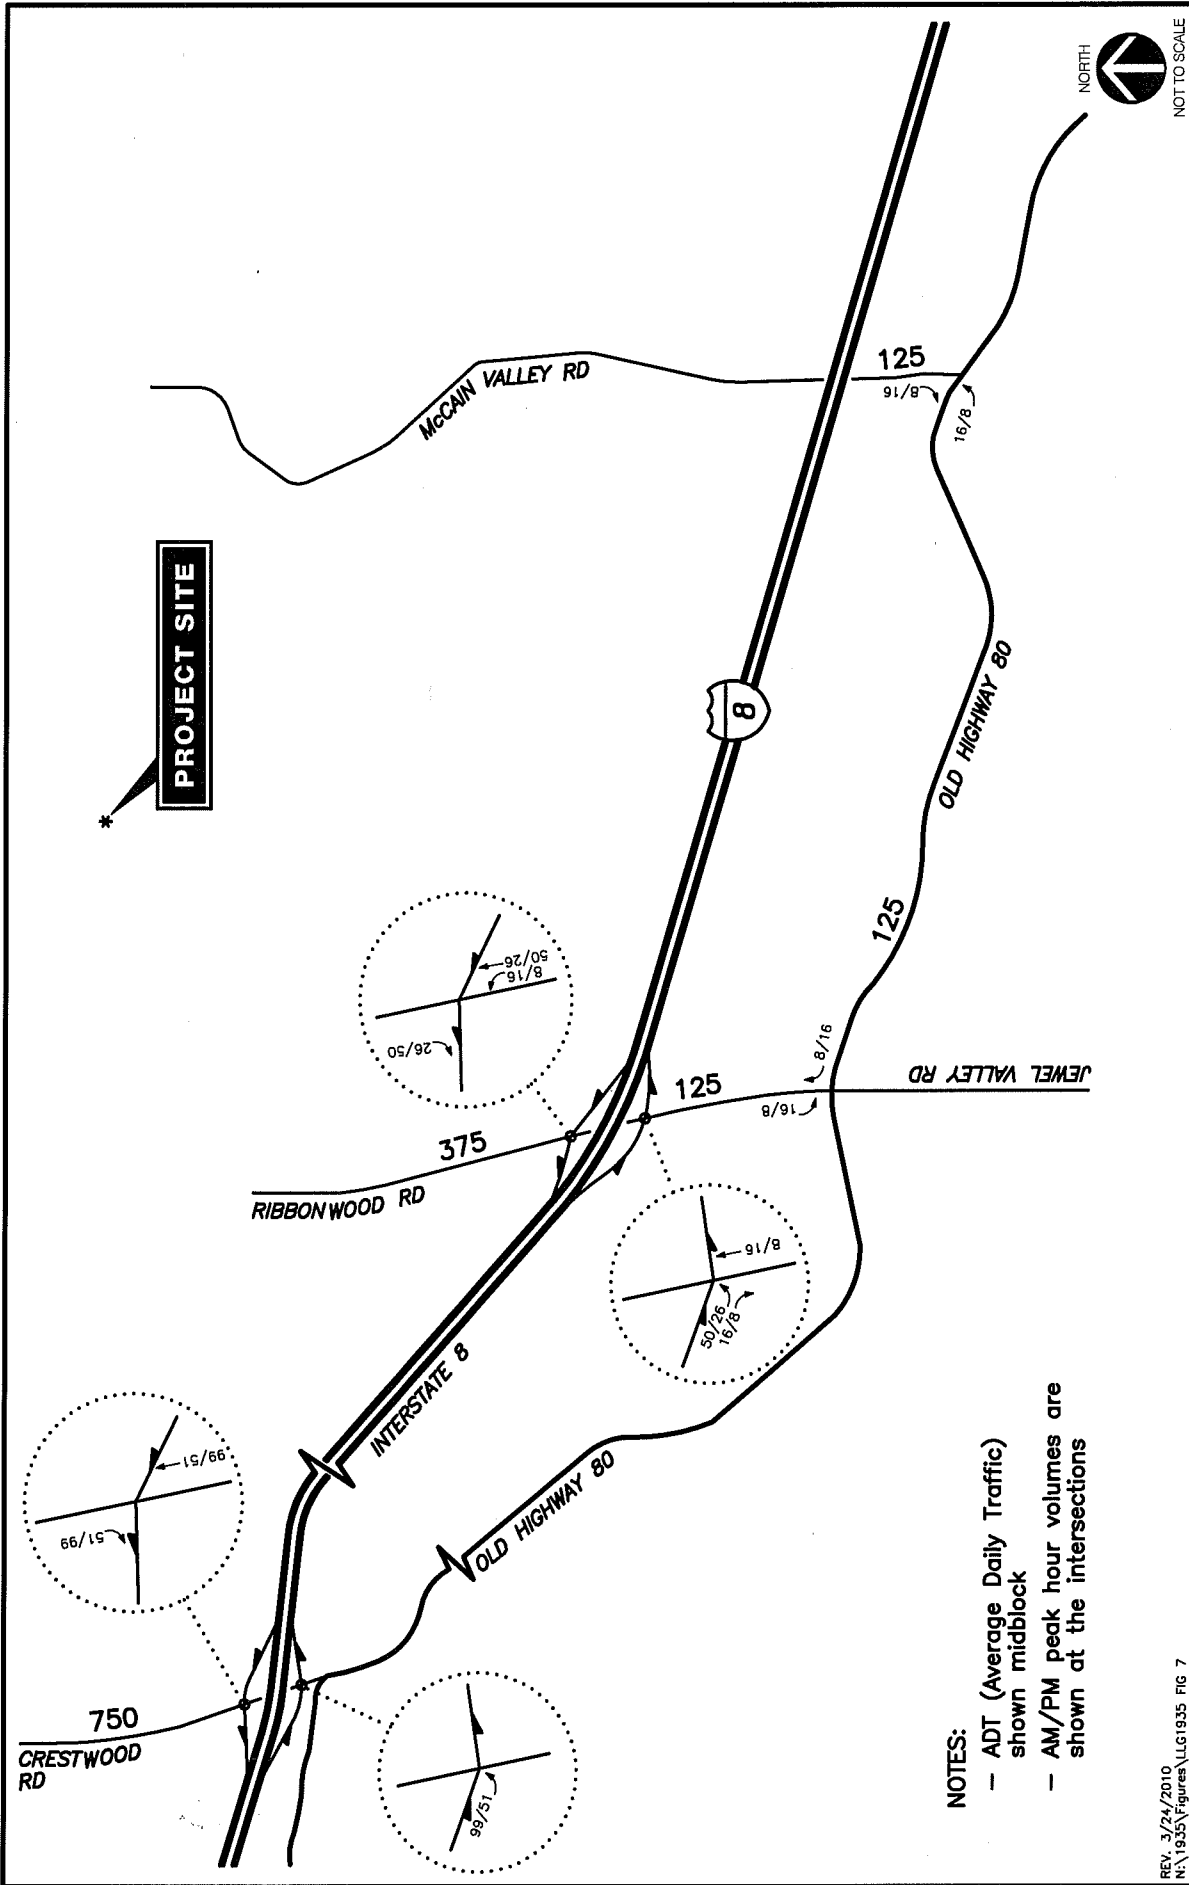 NORTH
NOT TO SCALE
PROJECT SITE
McCAIN VALLEY RD
125
8/16
16/8
8
OLD HIGHWAY 80
125
50/26
8/16
26/50
375
RIBBONWOOD RD
125
8/16
16/8
JEWEL VALLEY RD
8/16
50/26
16/8
INTERSTATE 8
OLD HIGHWAY 80
99/51
51/99
750
CRESTWOOD
RD
99/51
NOTES:
— ADT (Average Daily Traffic)
shown midblock
— AM/PM peak hour volumes are
shown at the intersections
REV. 3/24/2010
N:\1935\Figures\LLG1935 FIG 7